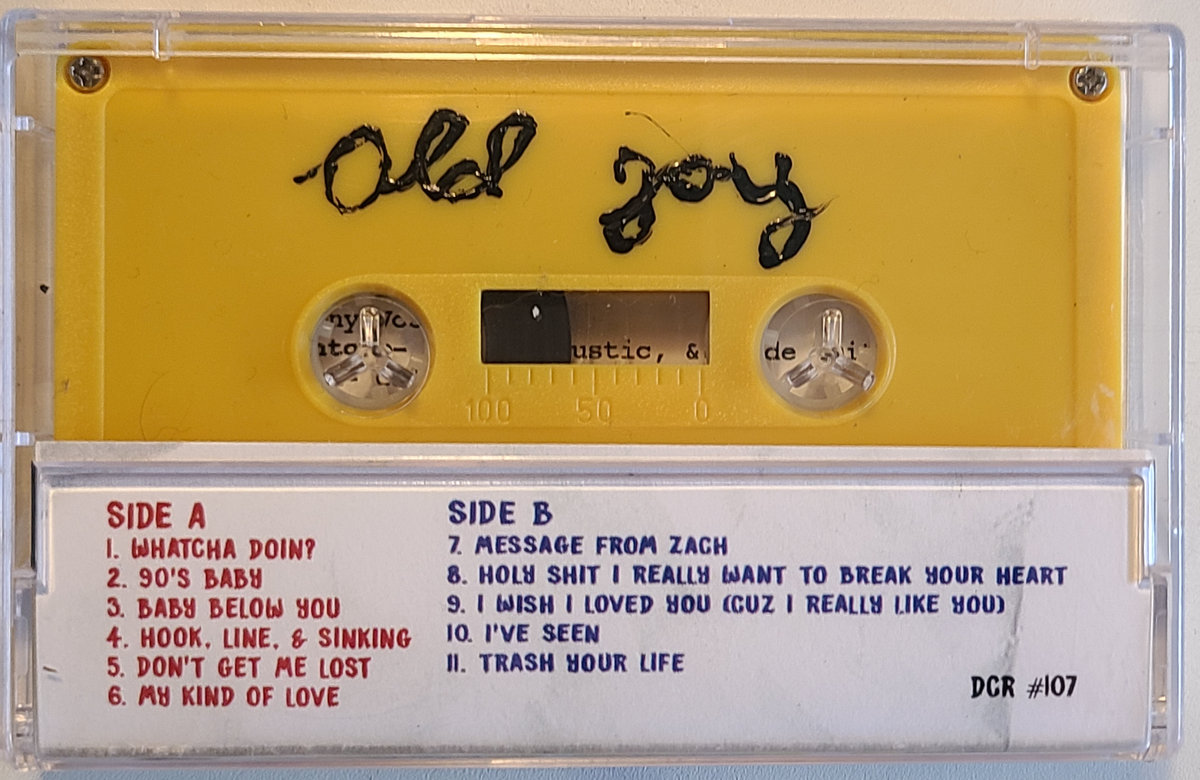 Old Joy
ny
ustic, &
de
100 50 0
SIDE A
1. WHATCHA DOIN?
2. 90'S BABY
3. BABY BELOW YOU
4. HOOK, LINE, & SINKING
5. DON'T GET ME LOST
6. MY KIND OF LOVE
SIDE B
7. MESSAGE FROM ZACH
8. HOLY SHIT I REALLY WANT TO BREAK YOUR HEART
9. I WISH I LOVED YOU (CUZ I REALLY LIKE YOU)
10. I'VE SEEN
11. TRASH YOUR LIFE
DCR #107